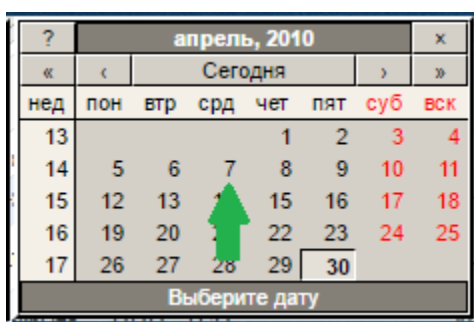 ? апрель, 2010 ×
« ‹ Сегодня › »
нед пон втр срд чет пят суб вск
13 1 2 3 4
14 5 6 7 8 9 10 11
15 12 13 15 16 17 18
16 19 20 22 23 24 25
17 26 27 28 29 30
Выберите дату